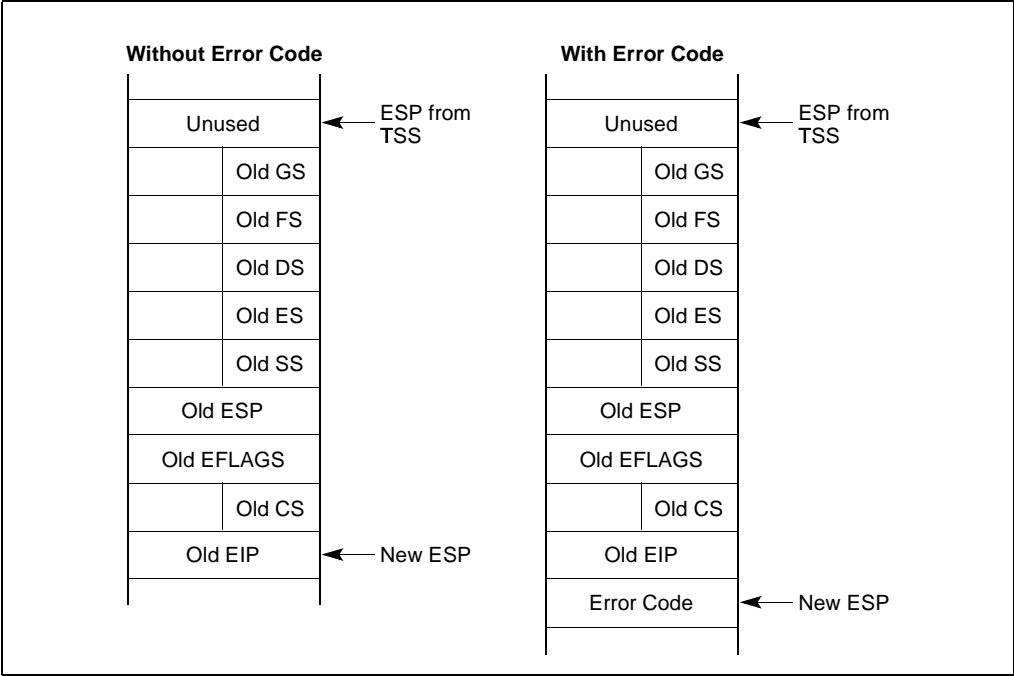 Without Error Code
Unused
ESP from
TSS
Old GS
Old FS
Old DS
Old ES
Old SS
Old ESP
Old EFLAGS
Old CS
Old EIP
New ESP
With Error Code
Unused
ESP from
TSS
Old GS
Old FS
Old DS
Old ES
Old SS
Old ESP
Old EFLAGS
Old CS
Old EIP
Error Code
New ESP